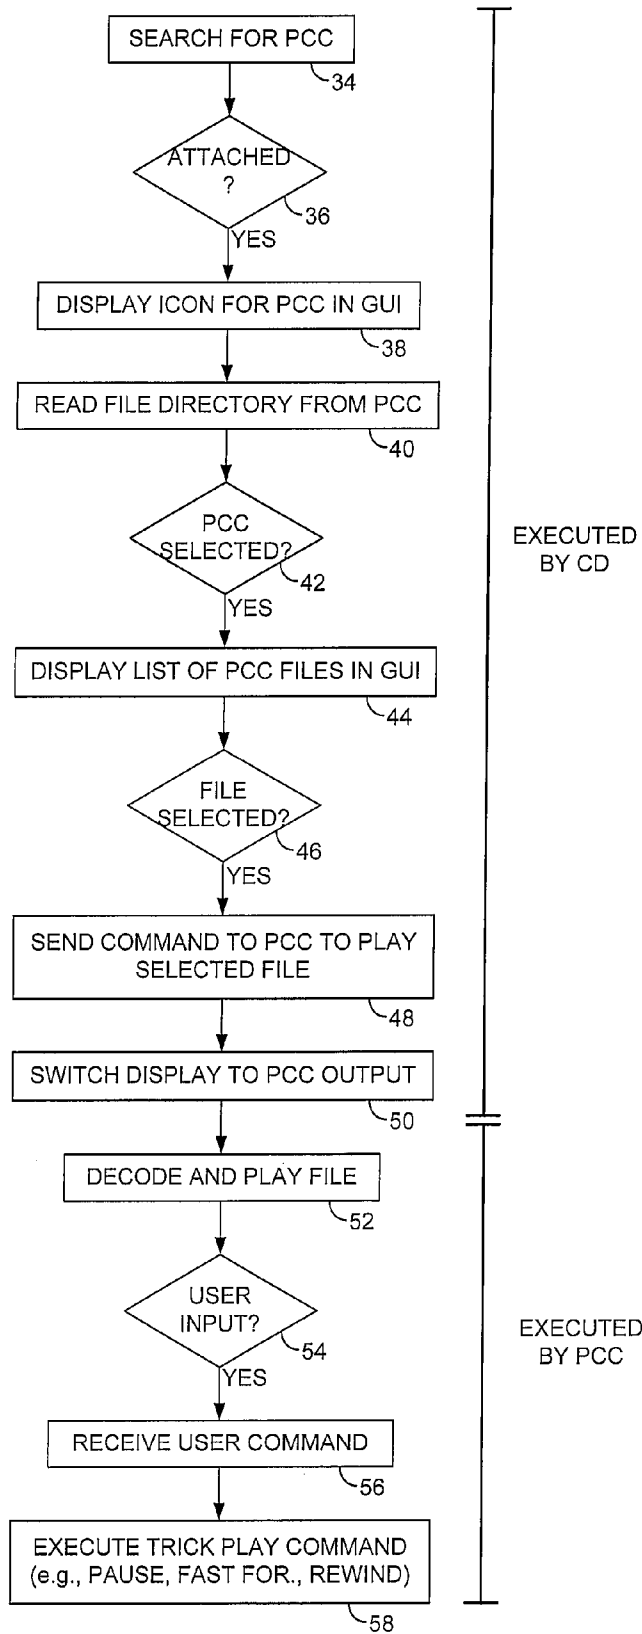 SEARCH FOR PCC
34
ATTACHED
?
36
YES
DISPLAY ICON FOR PCC IN GUI
38
READ FILE DIRECTORY FROM PCC
40
PCC
SELECTED?
42
YES
EXECUTED
BY CD
DISPLAY LIST OF PCC FILES IN GUI
44
FILE
SELECTED?
46
YES
SEND COMMAND TO PCC TO PLAY
SELECTED FILE
48
SWITCH DISPLAY TO PCC OUTPUT
50
DECODE AND PLAY FILE
52
USER
INPUT?
54
YES
EXECUTED
BY PCC
RECEIVE USER COMMAND
56
EXECUTE TRICK PLAY COMMAND
(e.g., PAUSE, FAST FOR., REWIND)
58